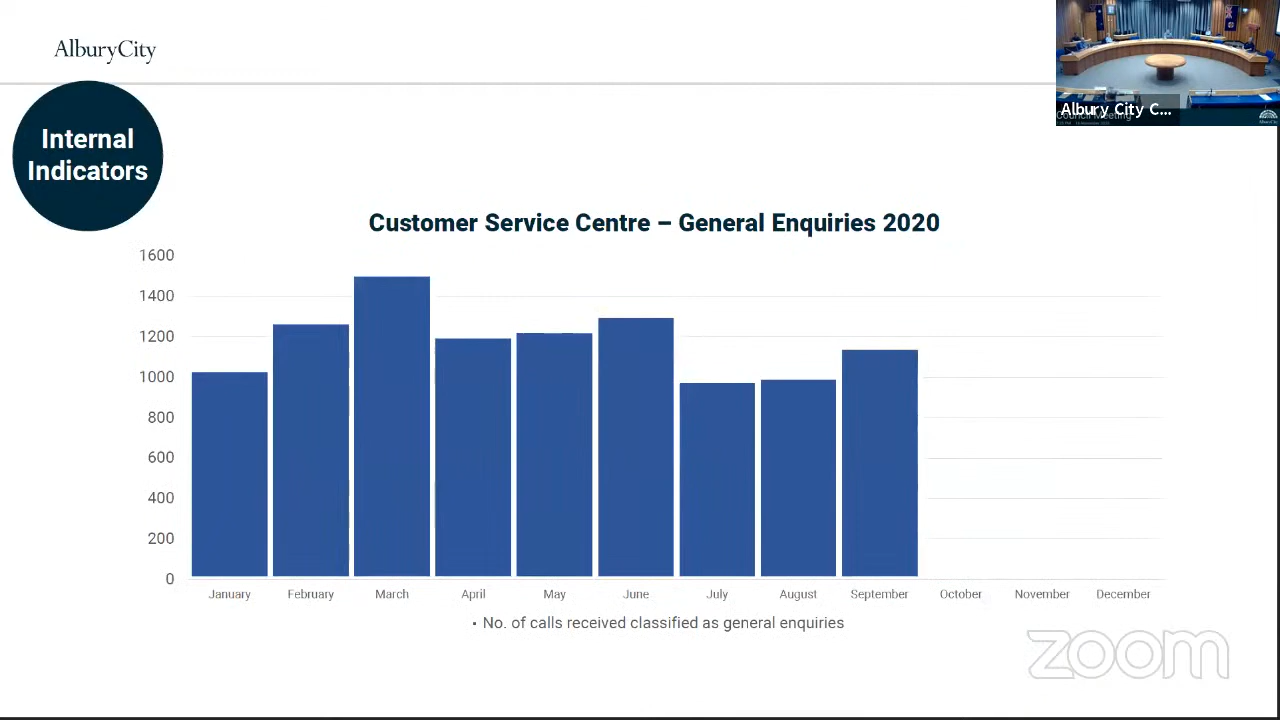 AlburyCity
Albury City C...
Council Meeting
Internal
Indicators
Customer Service Centre – General Enquiries 2020
1600
1400
1200
1000
800
600
400
200
0
January February March April May June July August September October November December
▪ No. of calls received classified as general enquiries
zoom